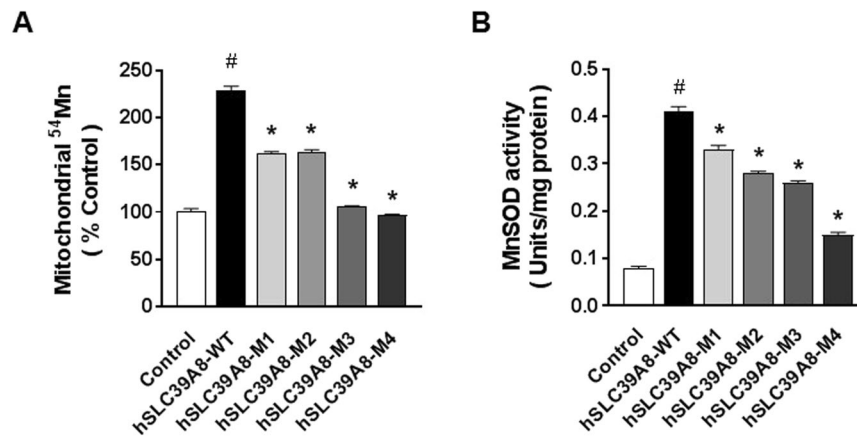 A
Mitochondrial ⁵⁴Mn
( % Control )
250
200
150
100
50
0
#
*
*
*
*
Control
hSLC39A8-WT
hSLC39A8-M1
hSLC39A8-M2
hSLC39A8-M3
hSLC39A8-M4
B
MnSOD activity
( Units/mg protein )
0.5
0.4
0.3
0.2
0.1
0.0
#
*
*
*
*
Control
hSLC39A8-WT
hSLC39A8-M1
hSLC39A8-M2
hSLC39A8-M3
hSLC39A8-M4